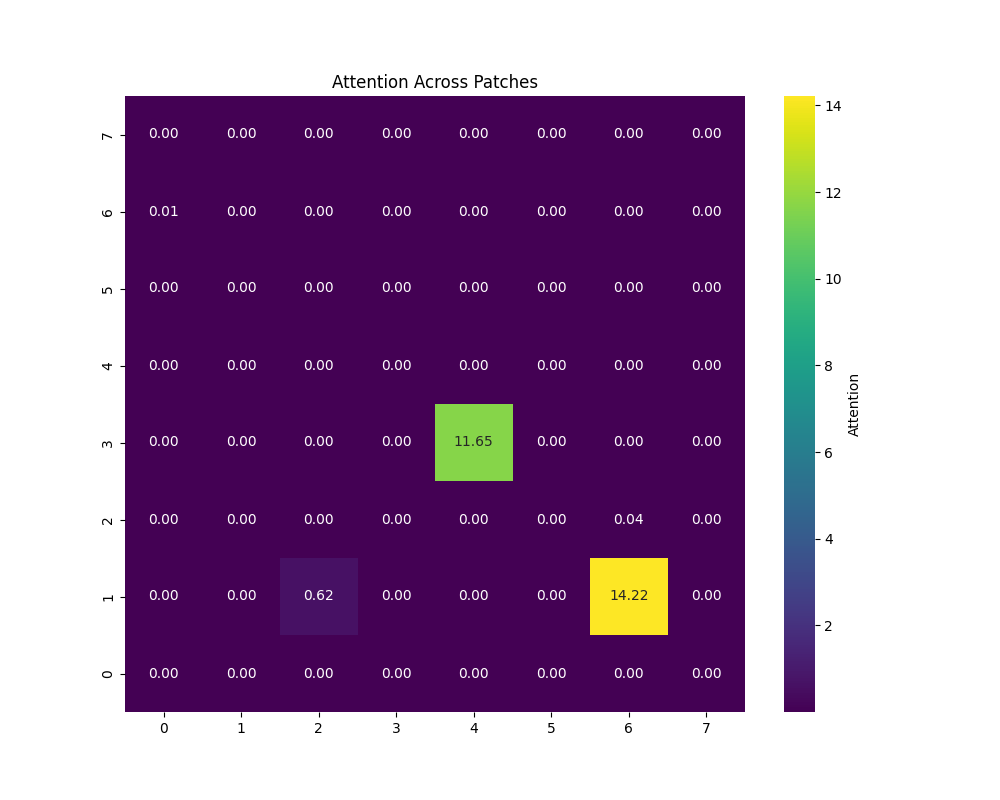 Attention Across Patches
7 0.00 0.00 0.00 0.00 0.00 0.00 0.00 0.00
6 0.01 0.00 0.00 0.00 0.00 0.00 0.00 0.00
5 0.00 0.00 0.00 0.00 0.00 0.00 0.00 0.00
4 0.00 0.00 0.00 0.00 0.00 0.00 0.00 0.00
3 0.00 0.00 0.00 0.00 11.65 0.00 0.00 0.00
2 0.00 0.00 0.00 0.00 0.00 0.00 0.04 0.00
1 0.00 0.00 0.62 0.00 0.00 0.00 14.22 0.00
0 0.00 0.00 0.00 0.00 0.00 0.00 0.00 0.00
0 1 2 3 4 5 6 7
14
12
10
8
6
4
2
Attention